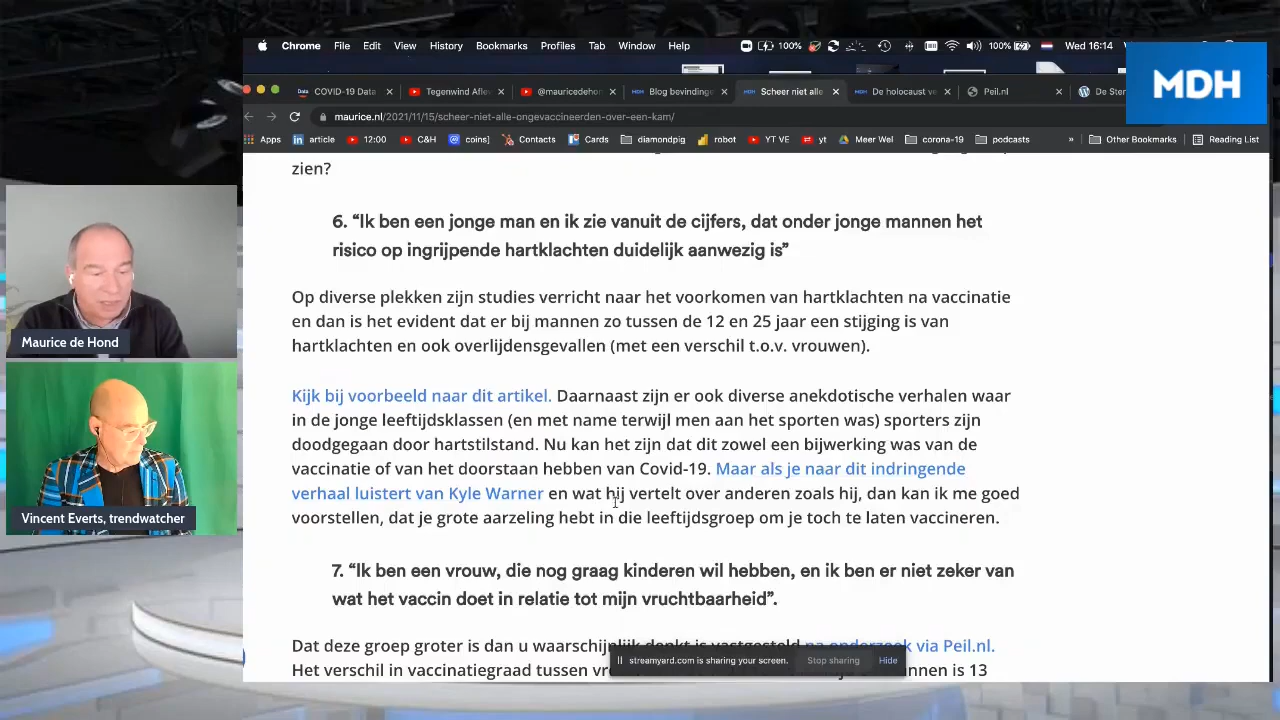 Chrome File Edit View History Bookmarks Profiles Tab Window Help 100% 100% Wed 16:14
MDH
COVID-19 Data Tegenwind Aflev @mauricedehon Blog bevindinge Scheer niet alle De holocaust ve Peil.nl De Sten
maurice.nl/2021/11/15/scheer-niet-alle-ongevaccineerden-over-een-kam/
Apps article 12:00 C&H coins] Contacts Cards diamondpig robot YT VE yt Meer Wel corona-19 podcasts » Other Bookmarks Reading List
zien?
6. “Ik ben een jonge man en ik zie vanuit de cijfers, dat onder jonge mannen het
risico op ingrijpende hartklachten duidelijk aanwezig is”
Op diverse plekken zijn studies verricht naar het voorkomen van hartklachten na vaccinatie
en dan is het evident dat er bij mannen zo tussen de 12 en 25 jaar een stijging is van
hartklachten en ook overlijdensgevallen (met een verschil t.o.v. vrouwen).
Kijk bij voorbeeld naar dit artikel. Daarnaast zijn er ook diverse anekdotische verhalen waar
in de jonge leeftijdsklassen (en met name terwijl men aan het sporten was) sporters zijn
doodgegaan door hartstilstand. Nu kan het zijn dat dit zowel een bijwerking was van de
vaccinatie of van het doorstaan hebben van Covid-19. Maar als je naar dit indringende
verhaal luistert van Kyle Warner en wat hij vertelt over anderen zoals hij, dan kan ik me goed
voorstellen, dat je grote aarzeling hebt in die leeftijdsgroep om je toch te laten vaccineren.
7. “Ik ben een vrouw, die nog graag kinderen wil hebben, en ik ben er niet zeker van
wat het vaccin doet in relatie tot mijn vruchtbaarheid”.
Dat deze groep groter is dan u waarschijnlijk denkt is vastgesteld na onderzoek via Peil.nl.
Het verschil in vaccinatiegraad tussen nnen is 13
streamyard.com is sharing your screen. Stop sharing Hide
Maurice de Hond
Vincent Everts, trendwatcher